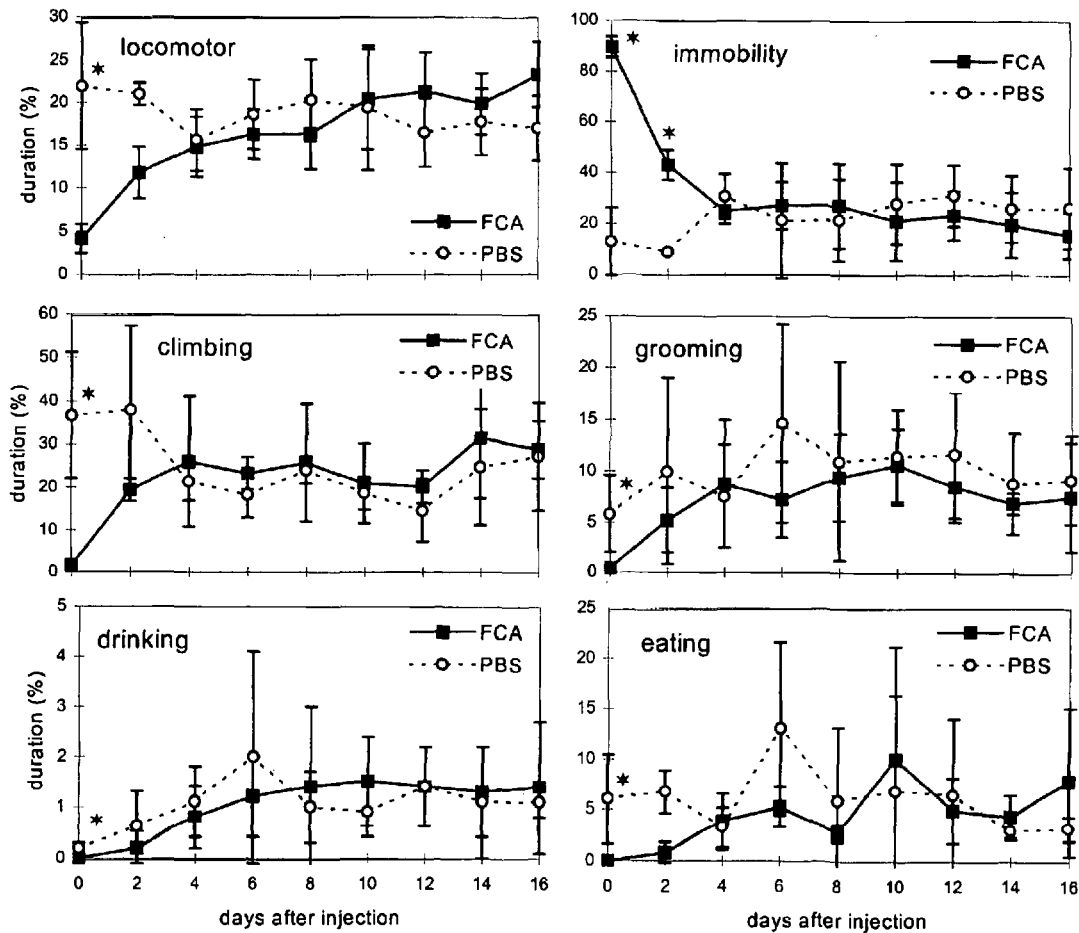 locomotor
duration (%)
30
25
20
15
10
5
0
*
FCA
PBS
immobility
100
80
60
40
20
0
*
*
FCA
PBS
climbing
duration (%)
60
50
40
30
20
10
0
*
FCA
PBS
grooming
25
20
15
10
5
0
*
FCA
PBS
drinking
duration (%)
5
4
3
2
1
0
*
FCA
PBS
0 2 4 6 8 10 12 14 16
days after injection
eating
25
20
15
10
5
0
*
FCA
PBS
0 2 4 6 8 10 12 14 16
days after injection